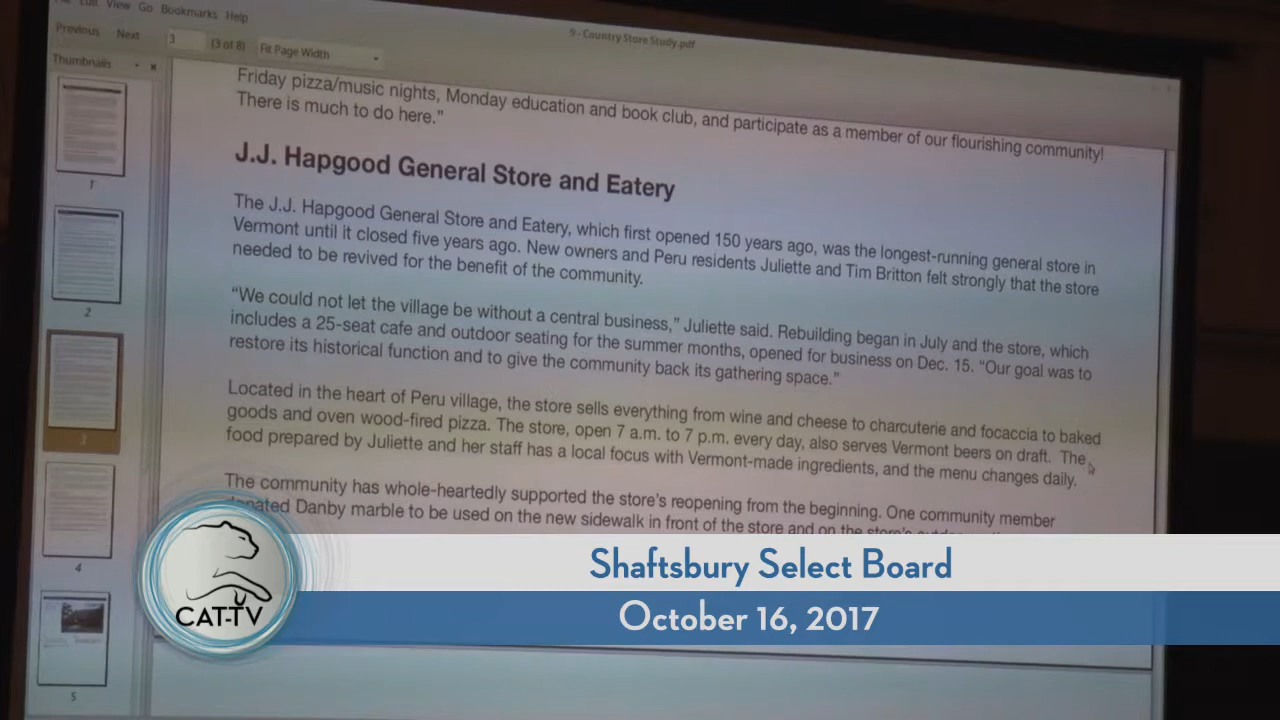 Edit View Go Bookmarks Help
9 - Country Store Study.pdf
Previous Next 3 (3 of 8) Fit Page Width
Thumbnails
Friday pizza/music nights, Monday education and book club, and participate as a member of our flourishing community!
There is much to do here."
J.J. Hapgood General Store and Eatery
The J.J. Hapgood General Store and Eatery, which first opened 150 years ago, was the longest-running general store in
Vermont until it closed five years ago. New owners and Peru residents Juliette and Tim Britton felt strongly that the store
needed to be revived for the benefit of the community.
“We could not let the village be without a central business,” Juliette said. Rebuilding began in July and the store, which
includes a 25-seat cafe and outdoor seating for the summer months, opened for business on Dec. 15. “Our goal was to
restore its historical function and to give the community back its gathering space.”
Located in the heart of Peru village, the store sells everything from wine and cheese to charcuterie and focaccia to baked
goods and oven wood-fired pizza. The store, open 7 a.m. to 7 p.m. every day, also serves Vermont beers on draft. The
food prepared by Juliette and her staff has a local focus with Vermont-made ingredients, and the menu changes daily.
The community has whole-heartedly supported the store's reopening from the beginning. One community member
donated Danby marble to be used on the new sidewalk in front of the store and on the store's
1
2
3
4
5
CAT-TV
Shaftsbury Select Board
October 16, 2017